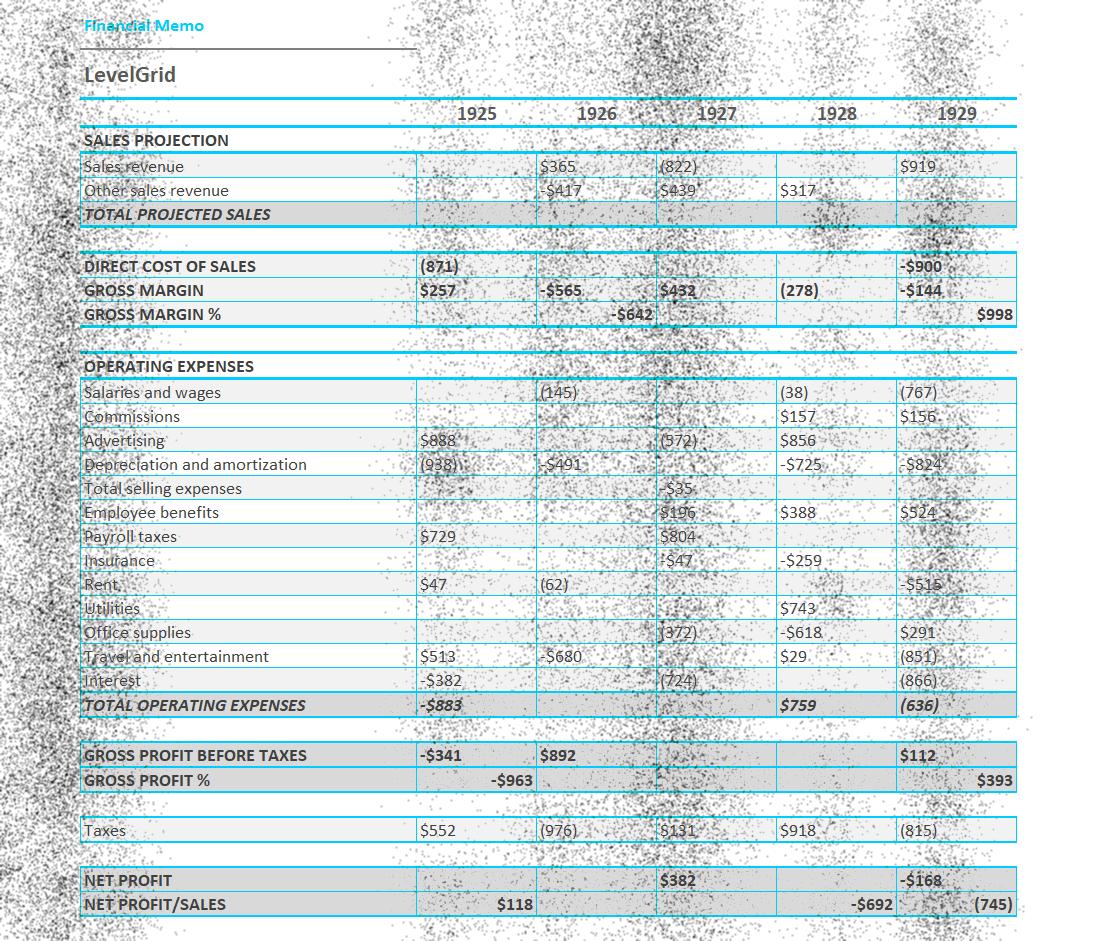 Financial Memo
LevelGrid
1925 1926 1927 1928 1929
SALES PROJECTION
Sales revenue $365 (822) $919
Other sales revenue -$417 $439 $317
TOTAL PROJECTED SALES
DIRECT COST OF SALES (871) -$900
GROSS MARGIN $257 -$565 $432 (278) -$144
GROSS MARGIN % -$642 $998
OPERATING EXPENSES
Salaries and wages (145) (38) (767)
Commissions $157 $156
Advertising $888 (572) $856
Depreciation and amortization (938) -$491 -$725 -$824
Total selling expenses -$35
Employee benefits $196 $388 $524
Payroll taxes $729 $804
Insurance -$47 -$259
Rent $47 (62) -$515
Utilities $743
Office supplies (372) -$618 $291
Travel and entertainment $513 -$680 $29 (851)
Interest -$382 (724) (866)
TOTAL OPERATING EXPENSES -$883 $759 (636)
GROSS PROFIT BEFORE TAXES -$341 $892 $112
GROSS PROFIT % -$963 $393
Taxes $552 (976) $131 $918 (815)
NET PROFIT $382 -$168
NET PROFIT/SALES $118 -$692 (745)